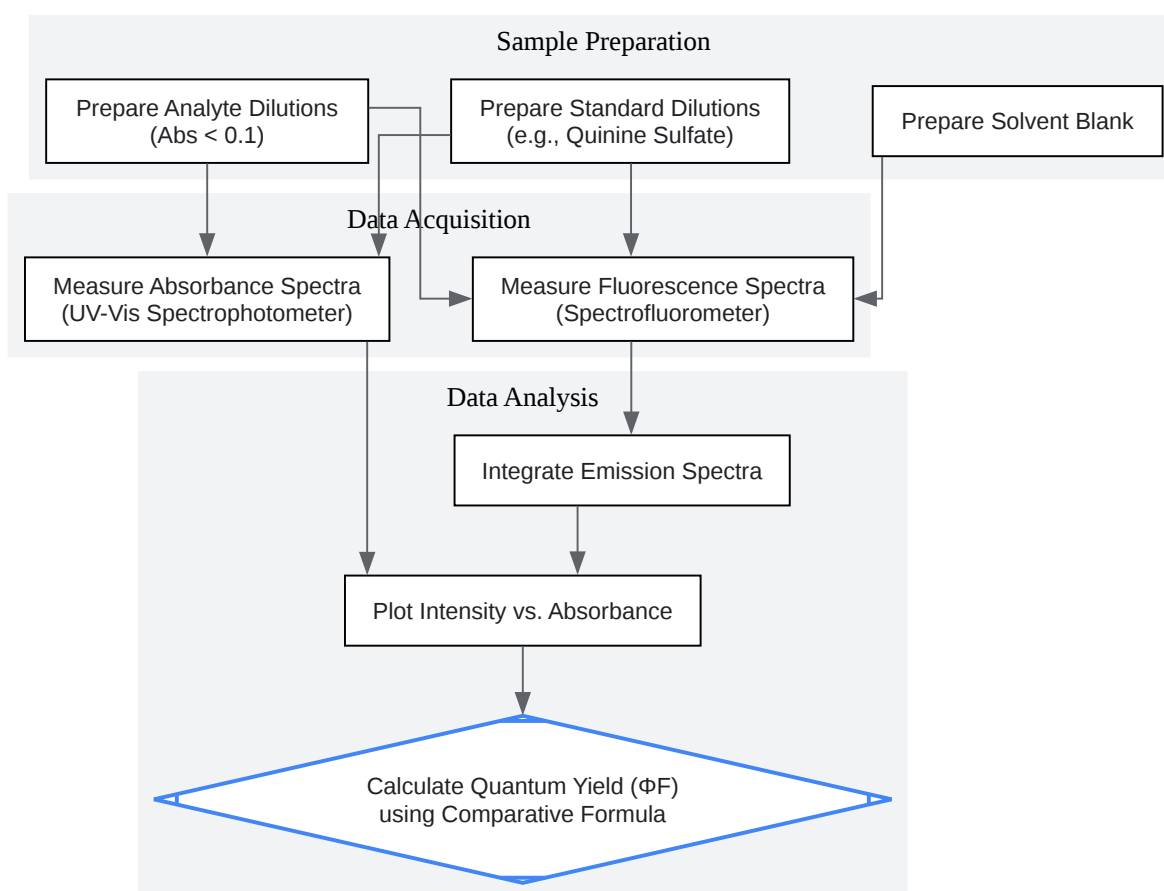 Sample Preparation
Prepare Analyte Dilutions
(Abs < 0.1)
Prepare Standard Dilutions
(e.g., Quinine Sulfate)
Prepare Solvent Blank
Data Acquisition
Measure Absorbance Spectra
(UV-Vis Spectrophotometer)
Measure Fluorescence Spectra
(Spectrofluorometer)
Data Analysis
Integrate Emission Spectra
Plot Intensity vs. Absorbance
Calculate Quantum Yield (ΦF)
using Comparative Formula